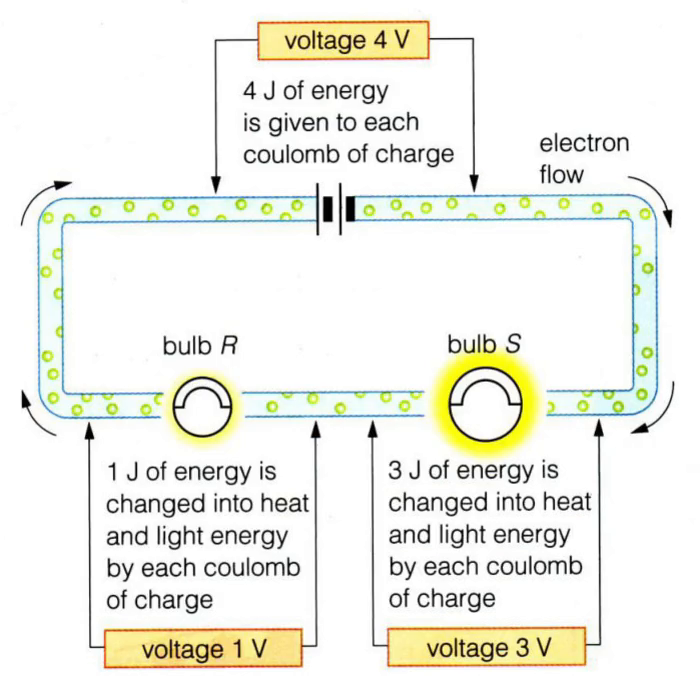 voltage 4 V
4 J of energy
is given to each
coulomb of charge
electron
flow
bulb R
bulb S
1 J of energy is
changed into heat
and light energy
by each coulomb
of charge
3 J of energy is
changed into heat
and light energy
by each coulomb
of charge
voltage 1 V
voltage 3 V